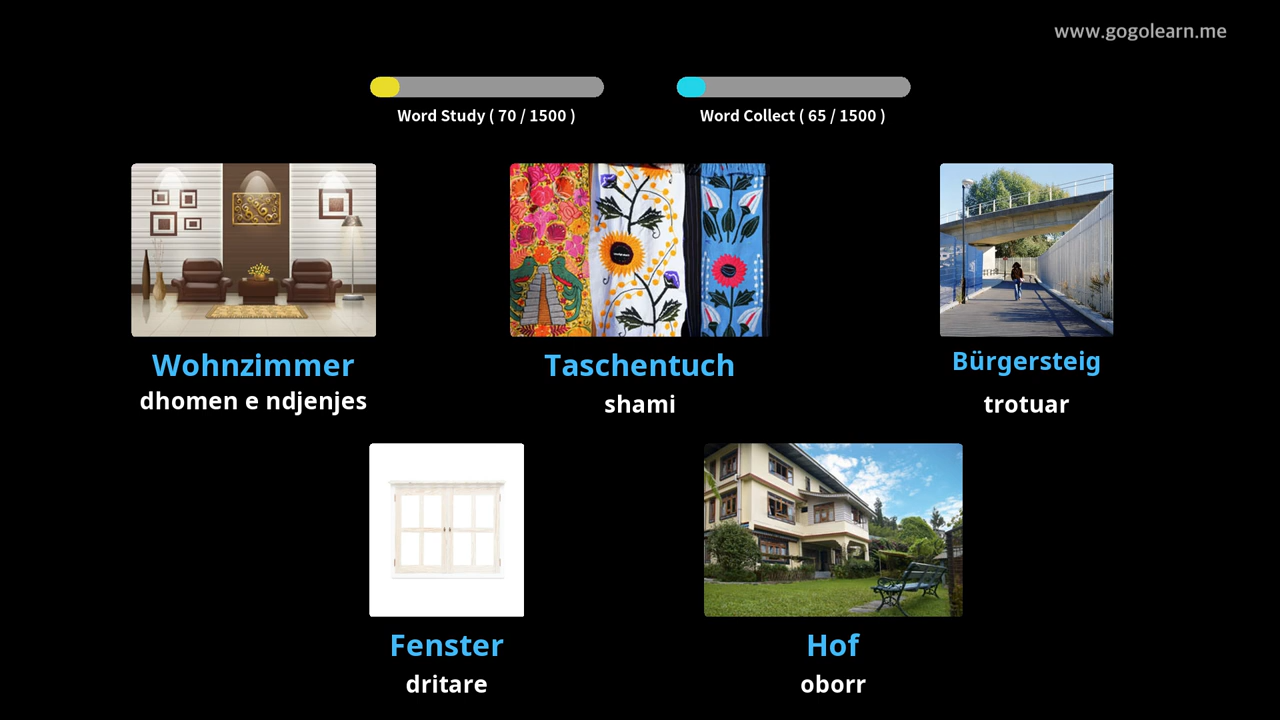 www.gogolearn.me
Word Study ( 70 / 1500 )
Word Collect ( 65 / 1500 )
Wohnzimmer
dhomen e ndjenjes
Taschentuch
shami
Bürgersteig
trotuar
Fenster
dritare
Hof
oborr